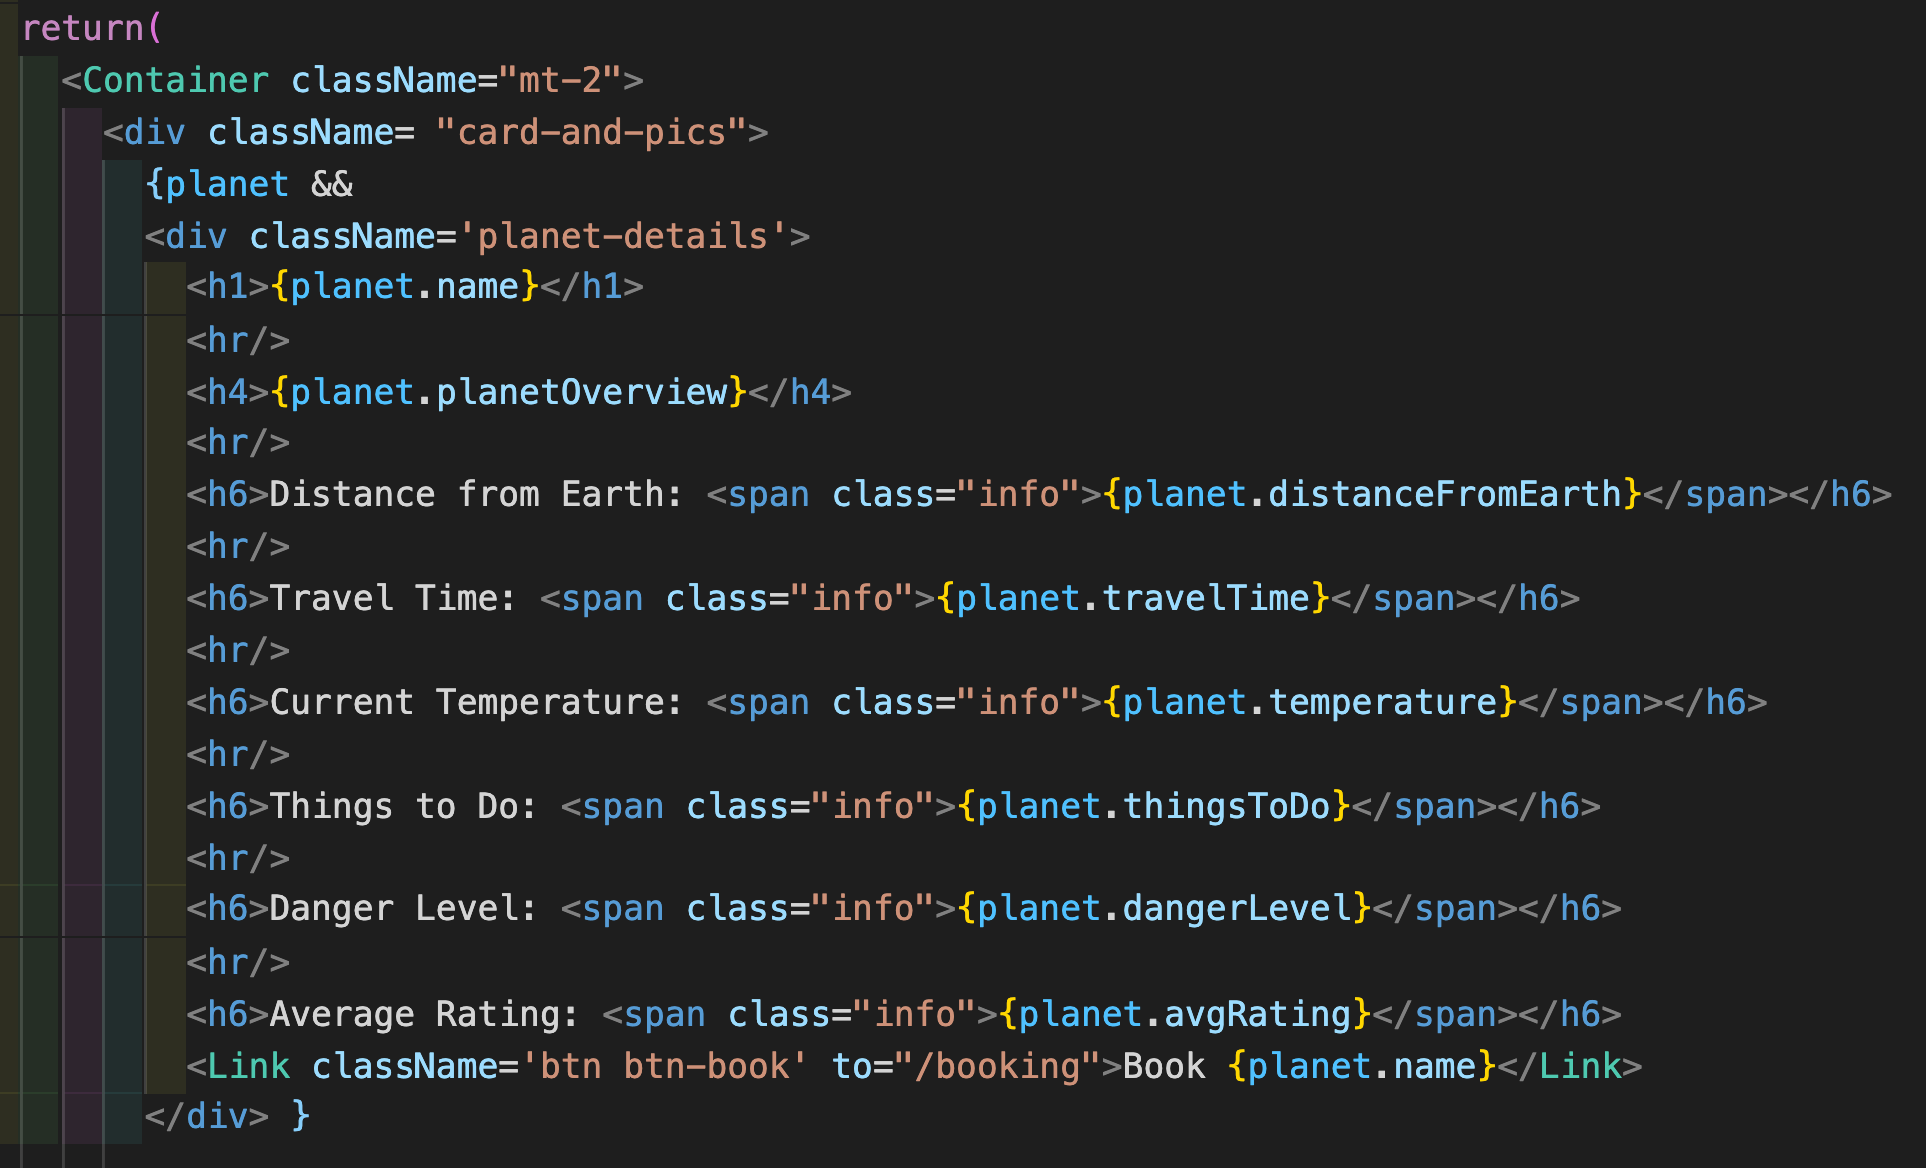 return(
<Container className="mt-2">
<div className= "card-and-pics">
{planet &&
<div className='planet-details'>
<h1>{planet.name}</h1>
<hr/>
<h4>{planet.planetOverview}</h4>
<hr/>
<h6>Distance from Earth: <span class="info">{planet.distanceFromEarth}</span></h6>
<hr/>
<h6>Travel Time: <span class="info">{planet.travelTime}</span></h6>
<hr/>
<h6>Current Temperature: <span class="info">{planet.temperature}</span></h6>
<hr/>
<h6>Things to Do: <span class="info">{planet.thingsToDo}</span></h6>
<hr/>
<h6>Danger Level: <span class="info">{planet.dangerLevel}</span></h6>
<hr/>
<h6>Average Rating: <span class="info">{planet.avgRating}</span></h6>
<Link className='btn btn-book' to="/booking">Book {planet.name}</Link>
</div> }